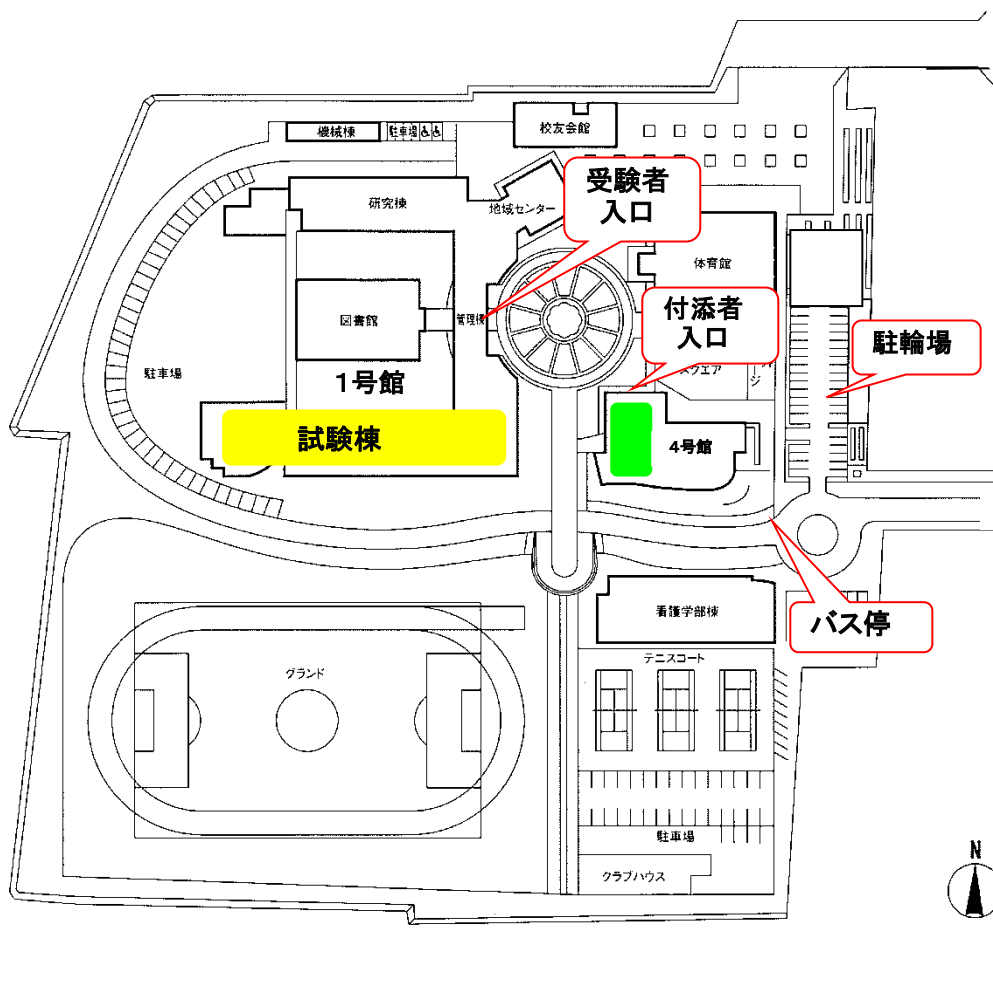 機械棟
駐車場
校友会館
受験者
入口
研究棟
地域センター
体育館
付添者
入口
図書館
管理棟
駐輪場
駐車場
1号館
試験棟
4号館
バス停
看護学部棟
テニスコート
グランド
駐車場
クラブハウス
N